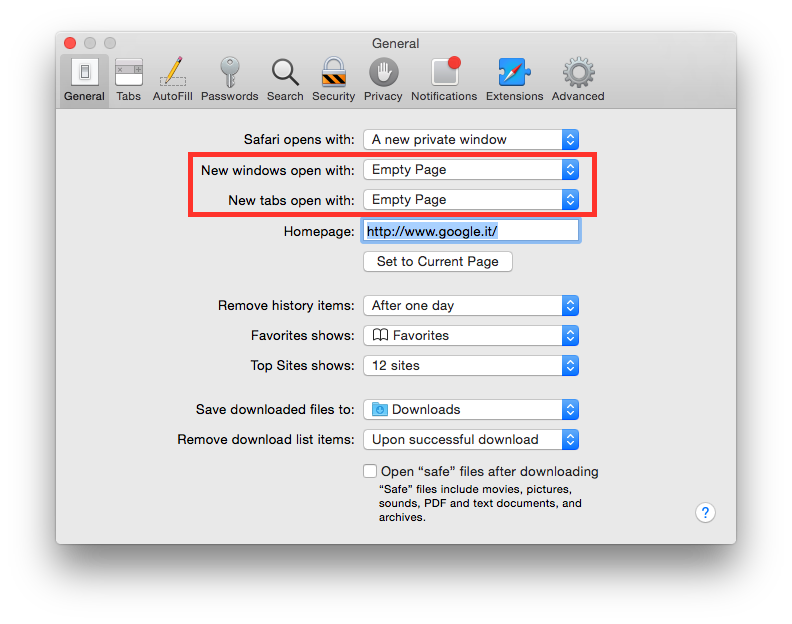 General
General Tabs AutoFill Passwords Search Security Privacy Notifications Extensions Advanced
Safari opens with: A new private window
New windows open with: Empty Page
New tabs open with: Empty Page
Homepage: http://www.google.it/
Set to Current Page
Remove history items: After one day
Favorites shows: Favorites
Top Sites shows: 12 sites
Save downloaded files to: Downloads
Remove download list items: Upon successful download
Open “safe” files after downloading
“Safe” files include movies, pictures,
sounds, PDF and text documents, and
archives.
?